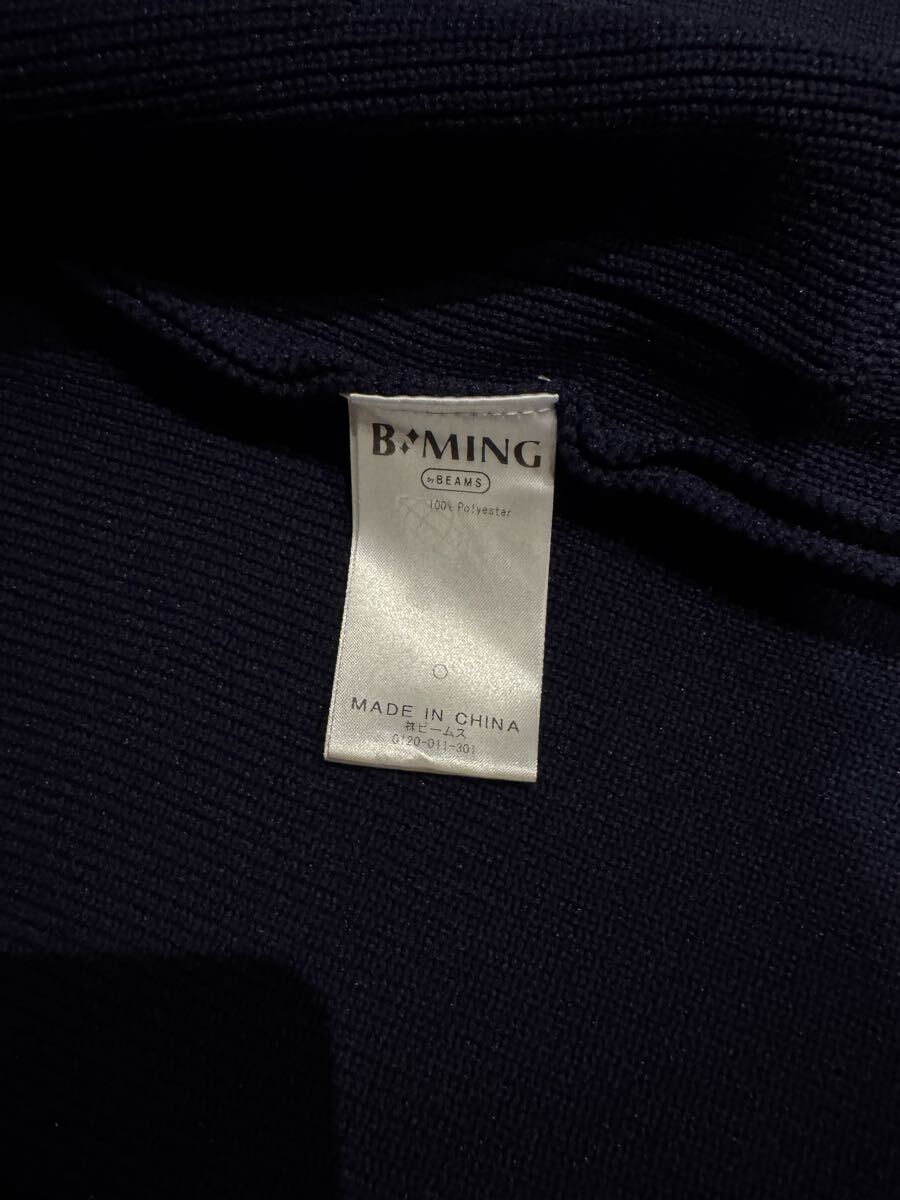 B MING
by BEAMS
100% Polyester
MADE IN CHINA
㈱ビームス
G120-011-301